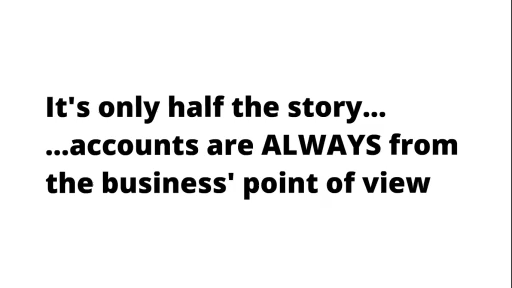 It's only half the story...
...accounts are ALWAYS from
the business' point of view